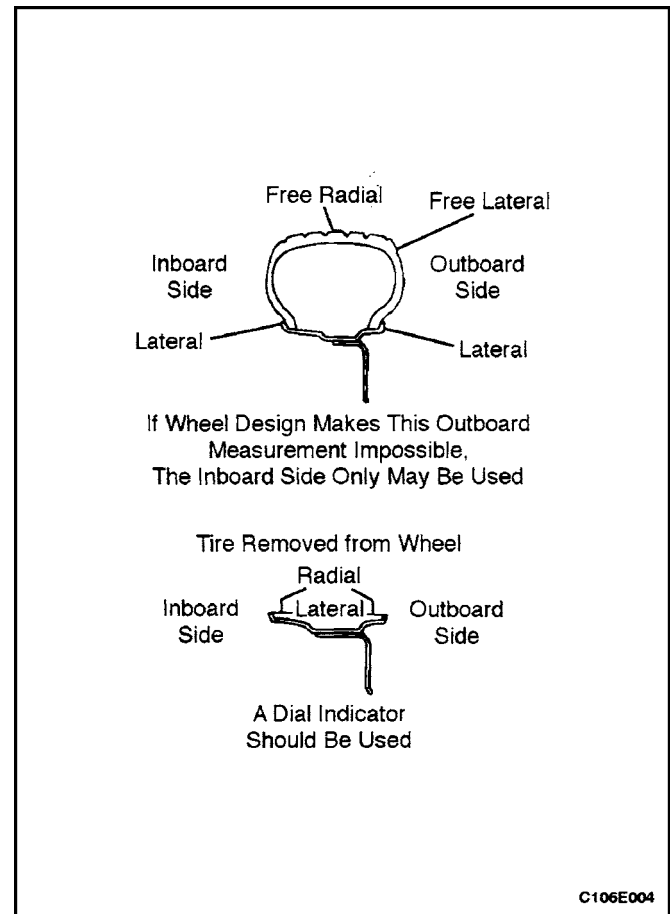 Free Radial
Free Lateral
Inboard
Side
Outboard
Side
Lateral
Lateral
If Wheel Design Makes This Outboard
Measurement Impossible,
The Inboard Side Only May Be Used
Tire Removed from Wheel
Radial
Inboard
Side
Lateral
Outboard
Side
A Dial Indicator
Should Be Used
C106E004